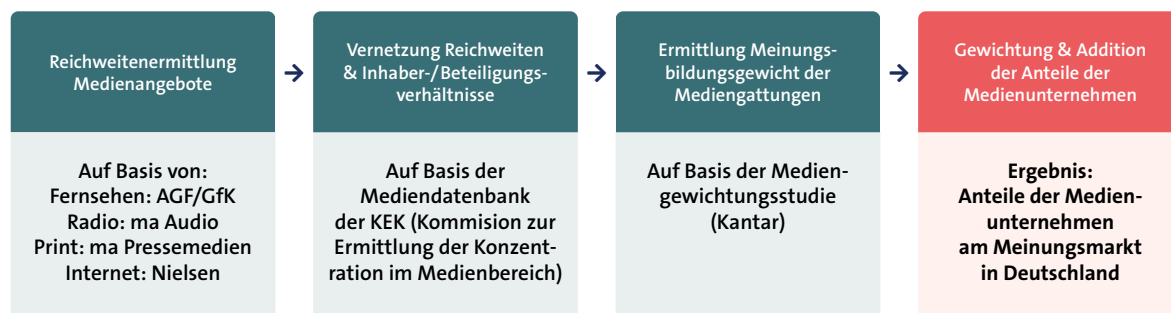 Reichweitenermittlung
Medienangebote
Auf Basis von:
Fernsehen: AGF/GfK
Radio: ma Audio
Print: ma Pressemedien
Internet: Nielsen
Vernetzung Reichweiten
& Inhaber-/Beteiligungs-
verhältnisse
Auf Basis der
Mediendatenbank
der KEK (Kommision zur
Ermittlung der Konzent-
ration im Medienbereich)
Ermittlung Meinungs-
bildungsgewicht der
Mediengattungen
Auf Basis der Medien-
gewichtungsstudie
(Kantar)
Gewichtung & Addition
der Anteile der
Medienunternehmen
Ergebnis:
Anteile der Medien-
unternehmen
am Meinungsmarkt
in Deutschland